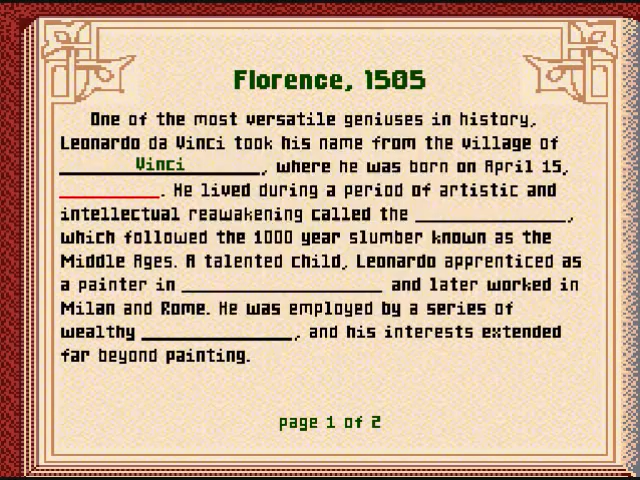 Florence, 1505
One of the most versatile geniuses in history,
Leonardo da Vinci took his name from the village of
Vinci, where he was born on April 15,
. He lived during a period of artistic and
intellectual reawakening called the ,
which followed the 1000 year slumber known as the
Middle Ages. A talented child, Leonardo apprenticed as
a painter in and later worked in
Milan and Rome. He was employed by a series of
wealthy , and his interests extended
far beyond painting.
page 1 of 2